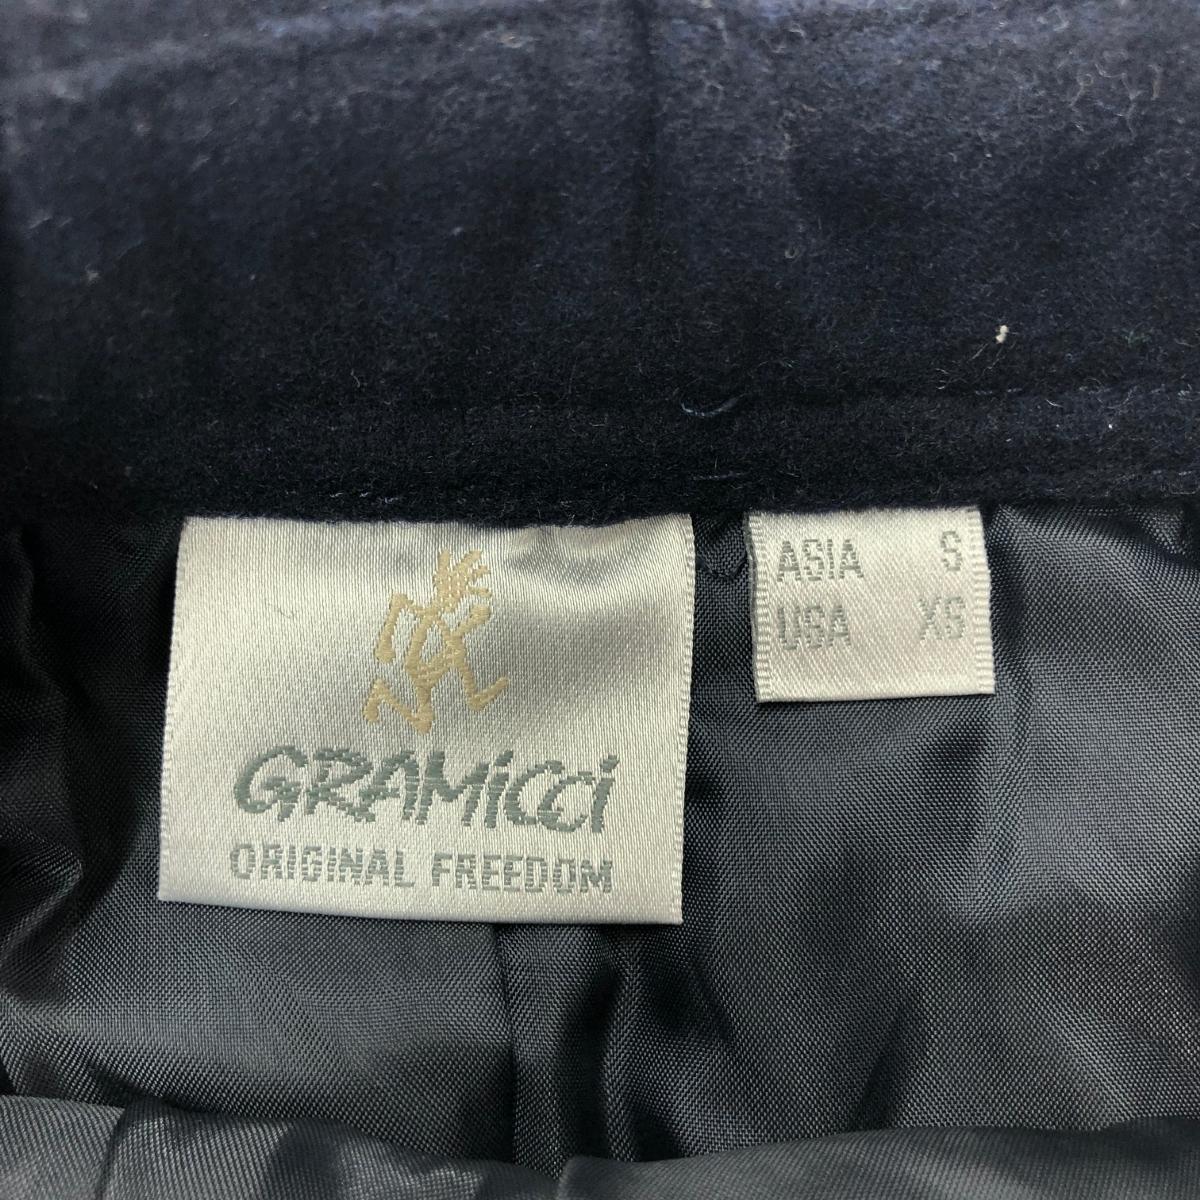 GRAMiCCi
ORIGINAL FREEDOM
ASIA S
USA XS